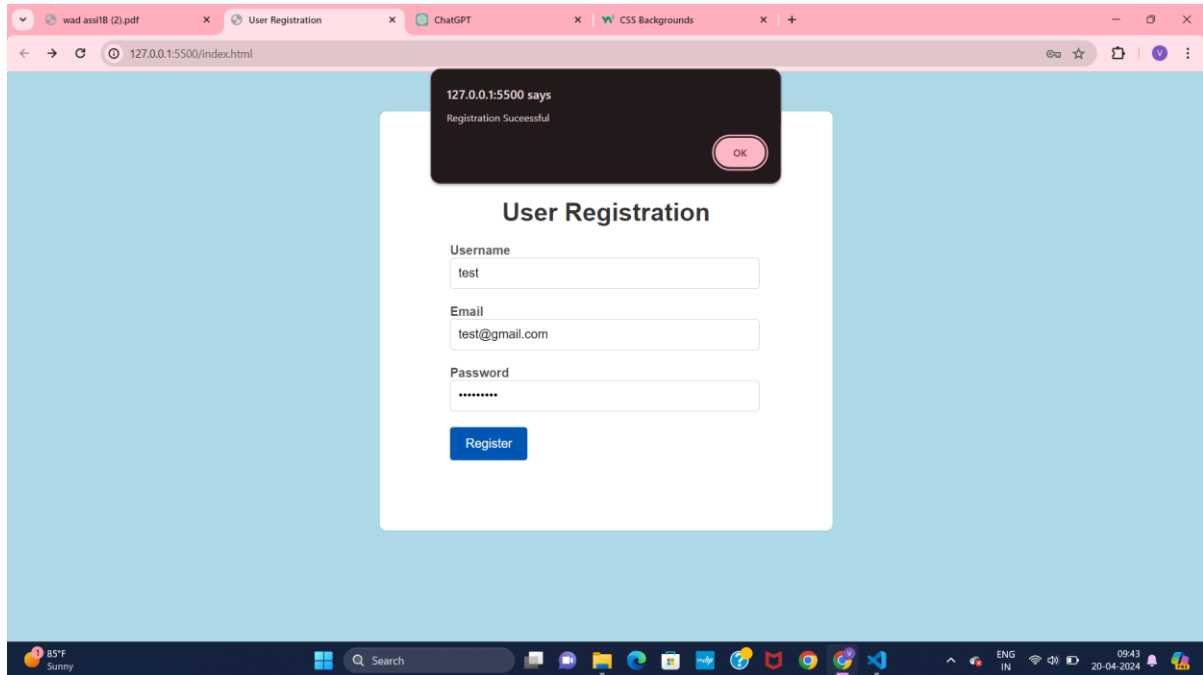 wad assi1B (2).pdf
User Registration
ChatGPT
CSS Backgrounds
127.0.0.1:5500/index.html
V
127.0.0.1:5500 says
Registration Suceessful
OK
User Registration
Username
test
Email
test@gmail.com
Password
•••••••••
Register
1
85°F
Sunny
Search
ENG
IN
09:43
20-04-2024